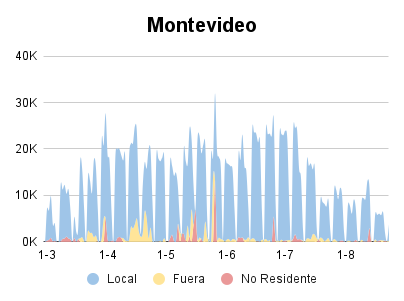 Montevideo
40K
30K
20K
10K
0K
1-3 1-4 1-5 1-6 1-7 1-8
Local Fuera No Residente